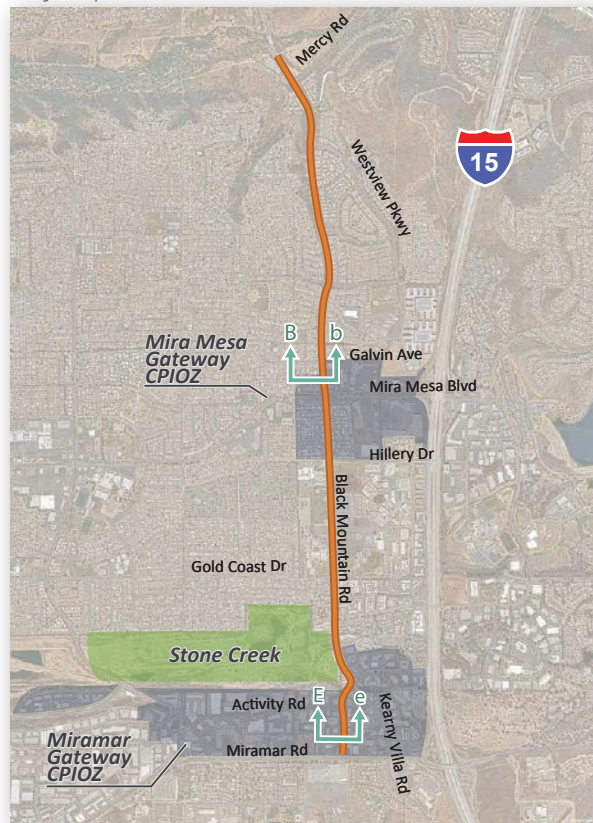 Mercy Rd
Westview Pkwy
15
B
b
Galvin Ave
Mira Mesa
Gateway
CPIOZ
Mira Mesa Blvd
Hillery Dr
Black Mountain Rd
Gold Coast Dr
Stone Creek
E
e
Activity Rd
Kearny Villa Rd
Miramar
Gateway
CPIOZ
Miramar Rd